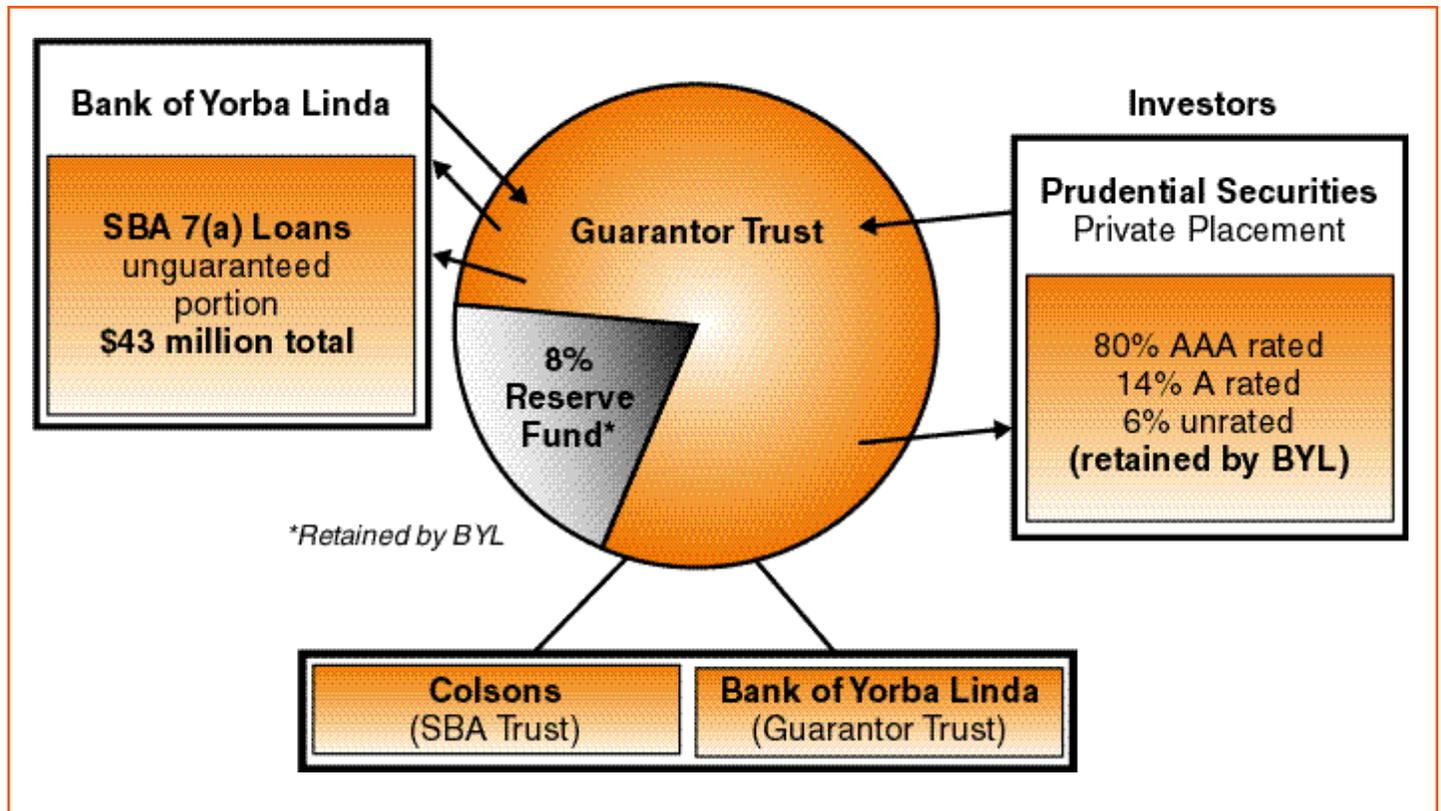 Bank of Yorba Linda
SBA 7(a) Loans
unguaranteed
portion
$43 million total
Guarantor Trust
8%
Reserve
Fund*
*Retained by BYL
Investors
Prudential Securities
Private Placement
80% AAA rated
14% A rated
6% unrated
(retained by BYL)
Colsons
(SBA Trust)
Bank of Yorba Linda
(Guarantor Trust)